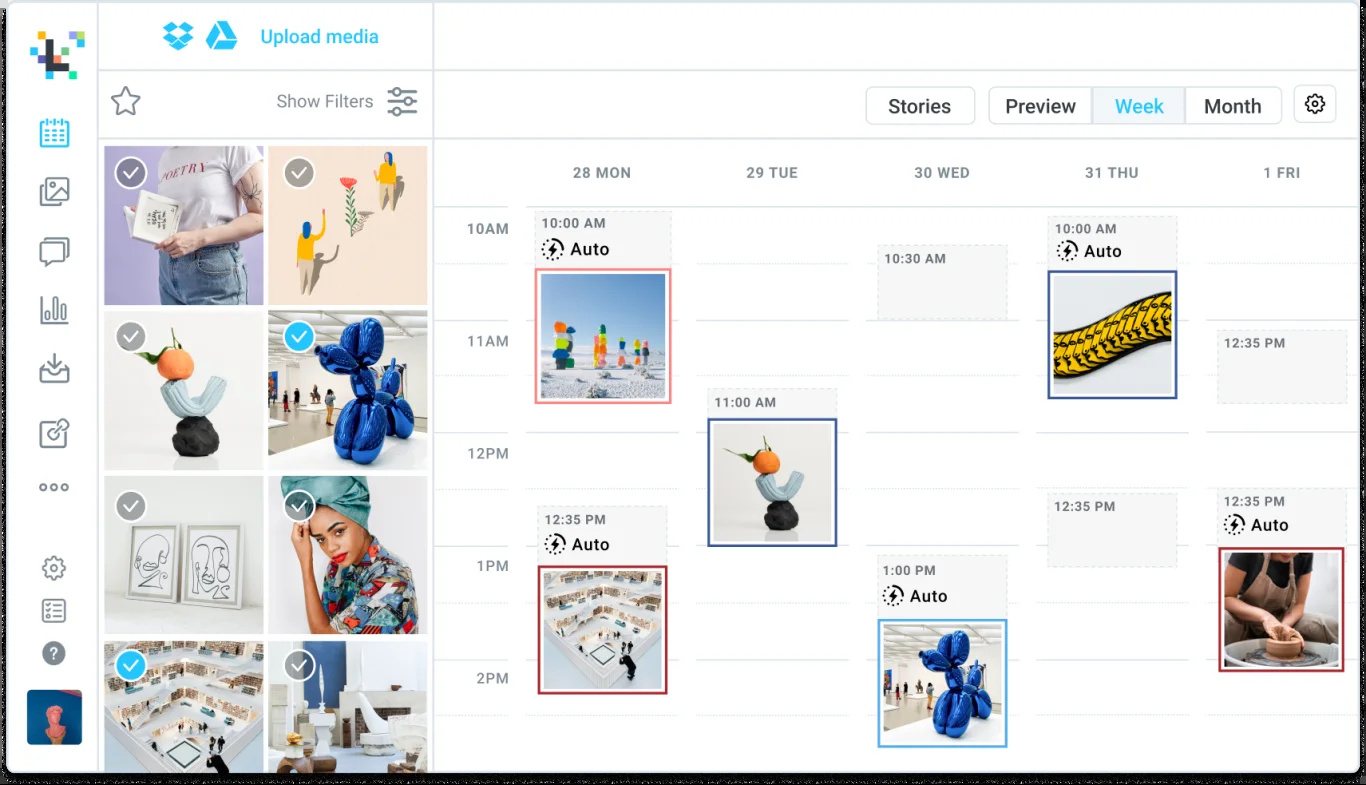 Upload media
Show Filters
POETRY
Stories
Preview
Week
Month
28 MON
29 TUE
30 WED
31 THU
1 FRI
10AM
11AM
12PM
1PM
2PM
10:00 AM
Auto
12:35 PM
Auto
11:00 AM
10:30 AM
1:00 PM
Auto
10:00 AM
Auto
12:35 PM
12:35 PM
12:35 PM
Auto